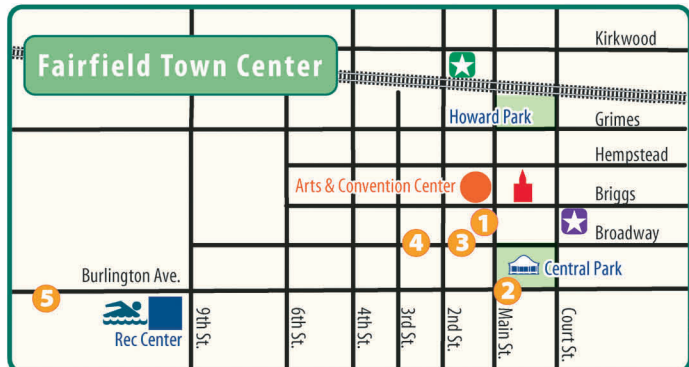 Kirkwood
Fairfield Town Center
Howard Park
Grimes
Hempstead
Arts & Convention Center
Briggs
1
Broadway
4
3
Burlington Ave.
Central Park
5
2
Rec Center
9th St.
6th St.
4th St.
3rd St.
2nd St.
Main St.
Court St.